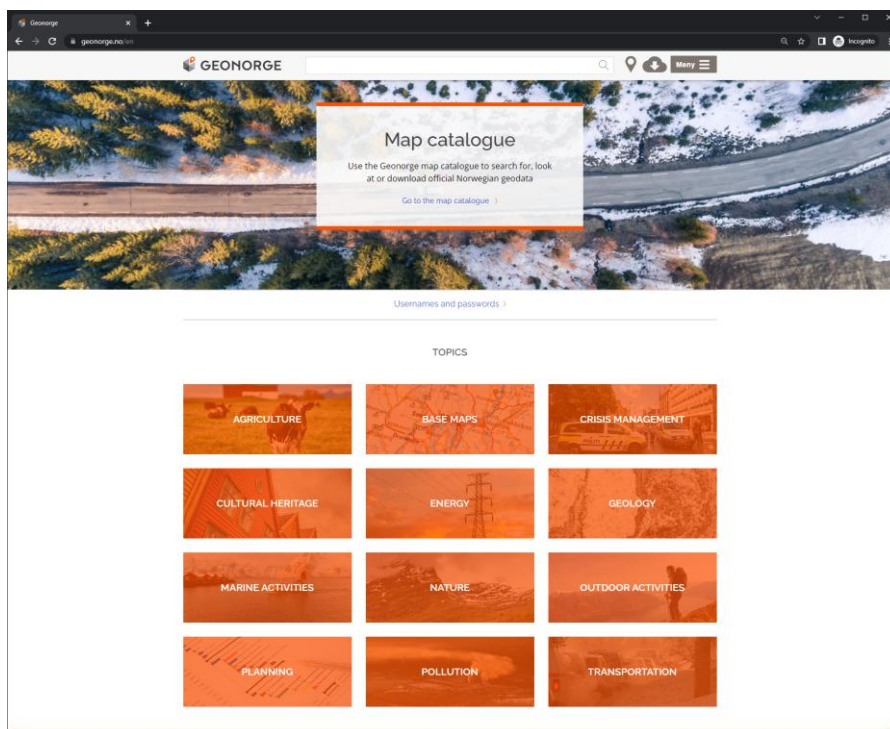 Geonorge
geonorge.no/en
Incognito
GEONORGE
Meny
Map catalogue
Use the Geonorge map catalogue to search for, look
at or download official Norwegian geodata
Go to the map catalogue
Usernames and passwords
TOPICS
AGRICULTURE
BASE MAPS
CRISIS MANAGEMENT
CULTURAL HERITAGE
ENERGY
GEOLOGY
MARINE ACTIVITIES
NATURE
OUTDOOR ACTIVITIES
PLANNING
POLLUTION
TRANSPORTATION